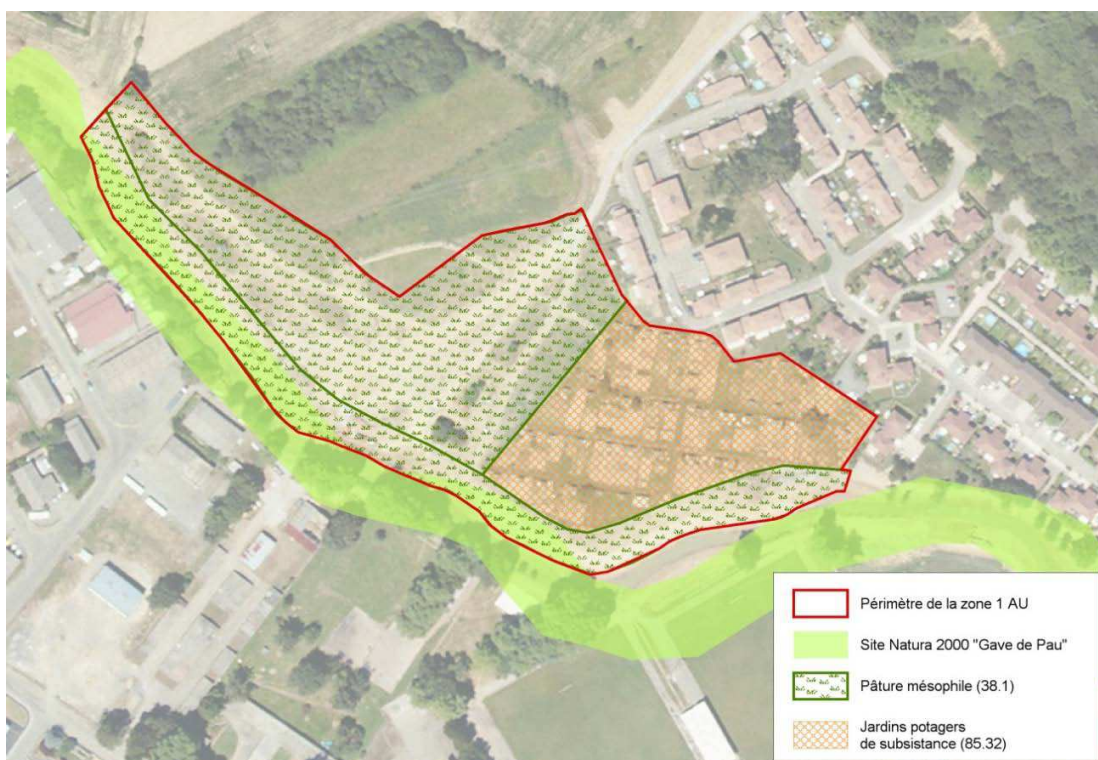 Périmètre de la zone 1 AU
Site Natura 2000 "Gave de Pau"
Pâture mésophile (38.1)
Jardins potagers
de subsistance (85.32)